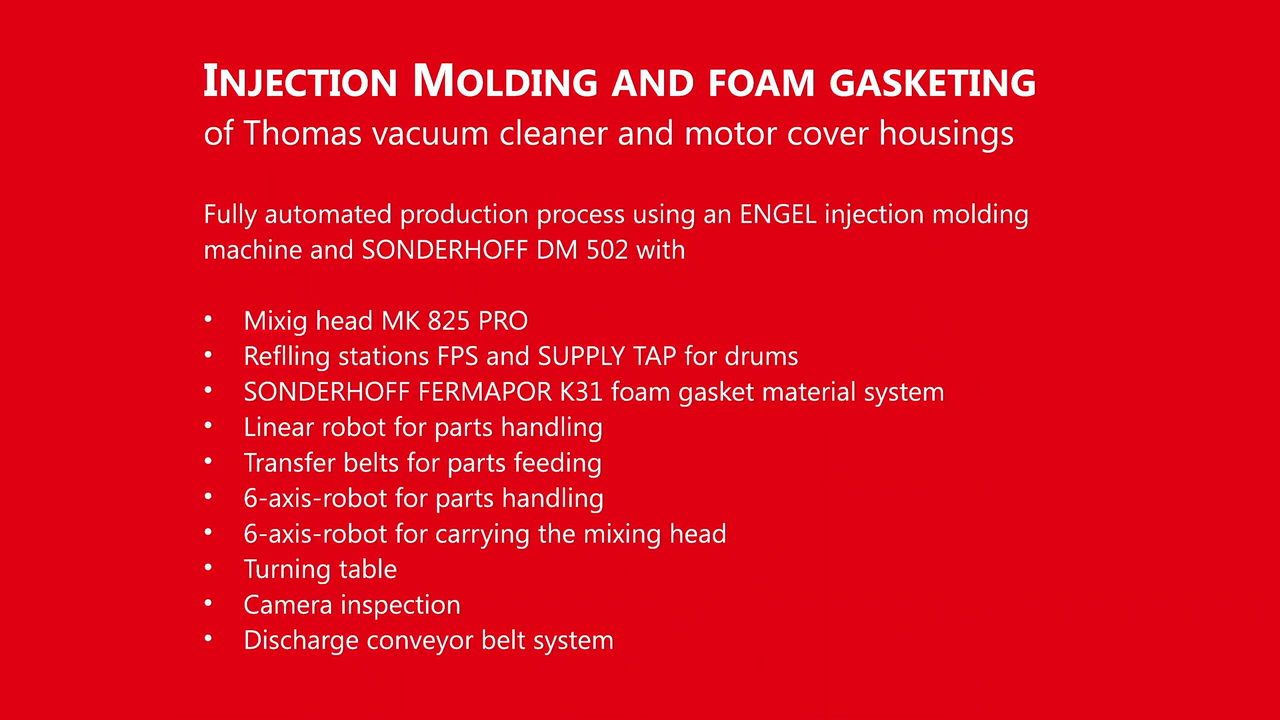 INJECTION MOLDING AND FOAM GASKETING
of Thomas vacuum cleaner and motor cover housings
Fully automated production process using an ENGEL injection molding
machine and SONDERHOFF DM 502 with
• Mixig head MK 825 PRO
• Reflling stations FPS and SUPPLY TAP for drums
• SONDERHOFF FERMAPOR K31 foam gasket material system
• Linear robot for parts handling
• Transfer belts for parts feeding
• 6-axis-robot for parts handling
• 6-axis-robot for carrying the mixing head
• Turning table
• Camera inspection
• Discharge conveyor belt system